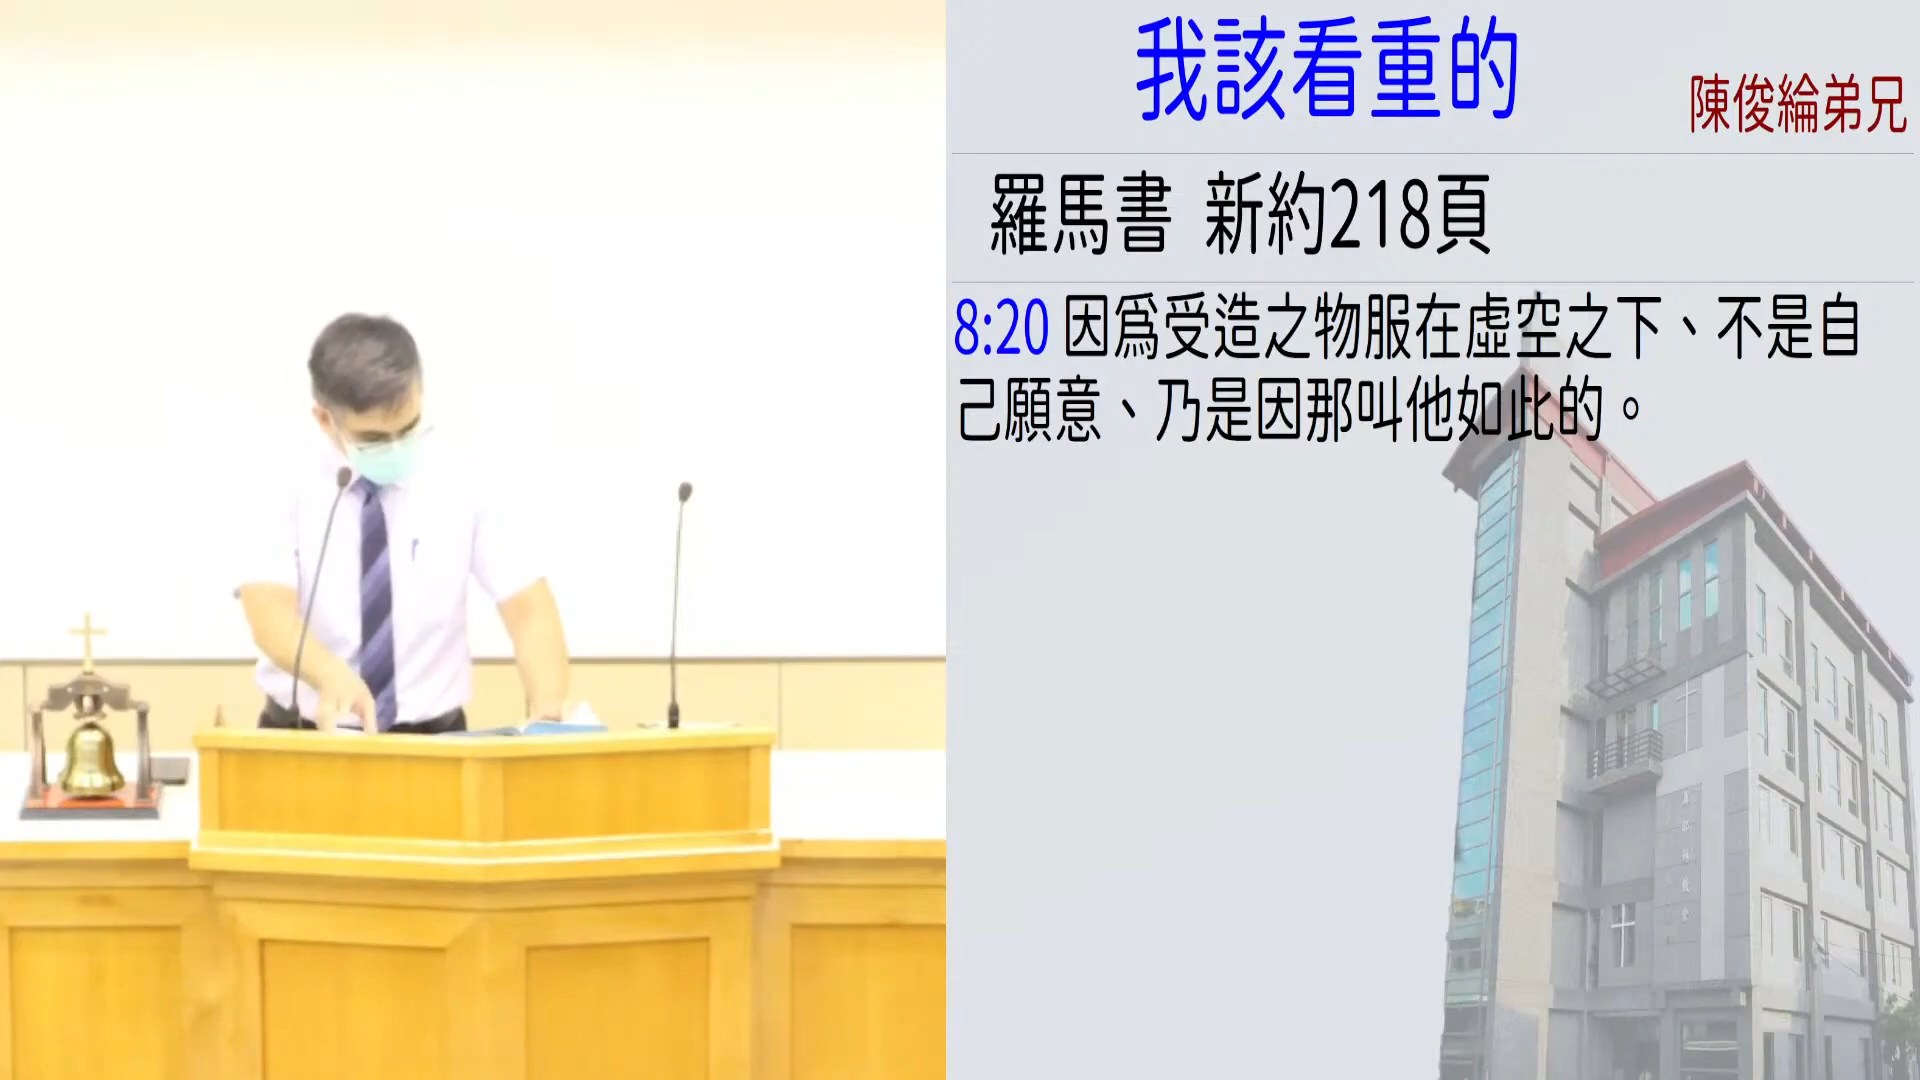 我該看重的
陳俊綸弟兄
羅馬書 新約218頁
8:20 因爲受造之物服在虛空之下、不是自
己願意、乃是因那叫他如此的。